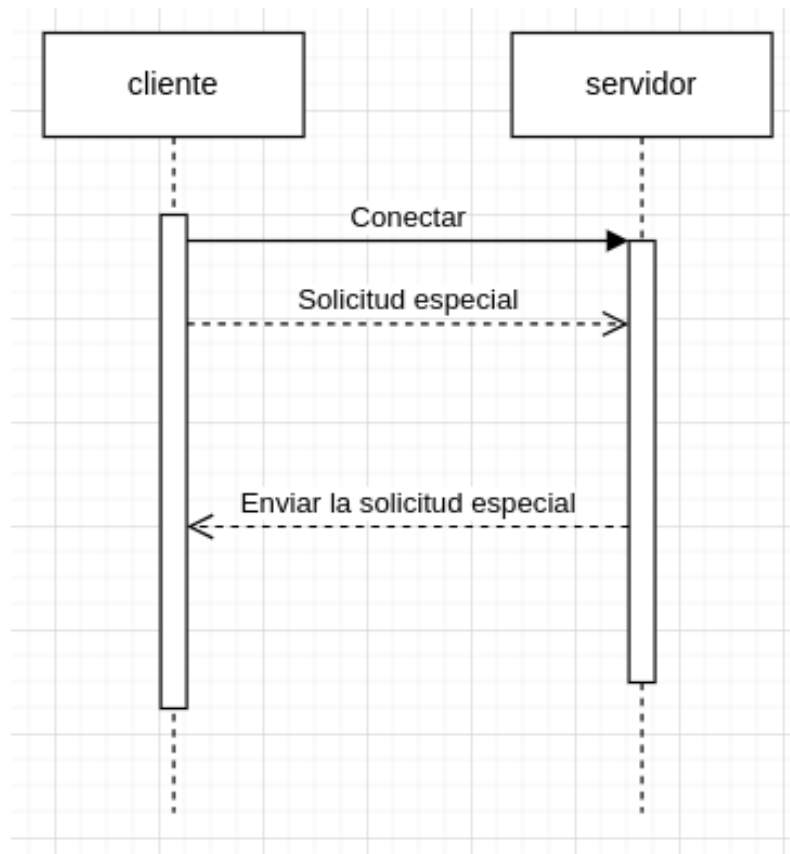 cliente
servidor
Conectar
Solicitud especial
Enviar la solicitud especial